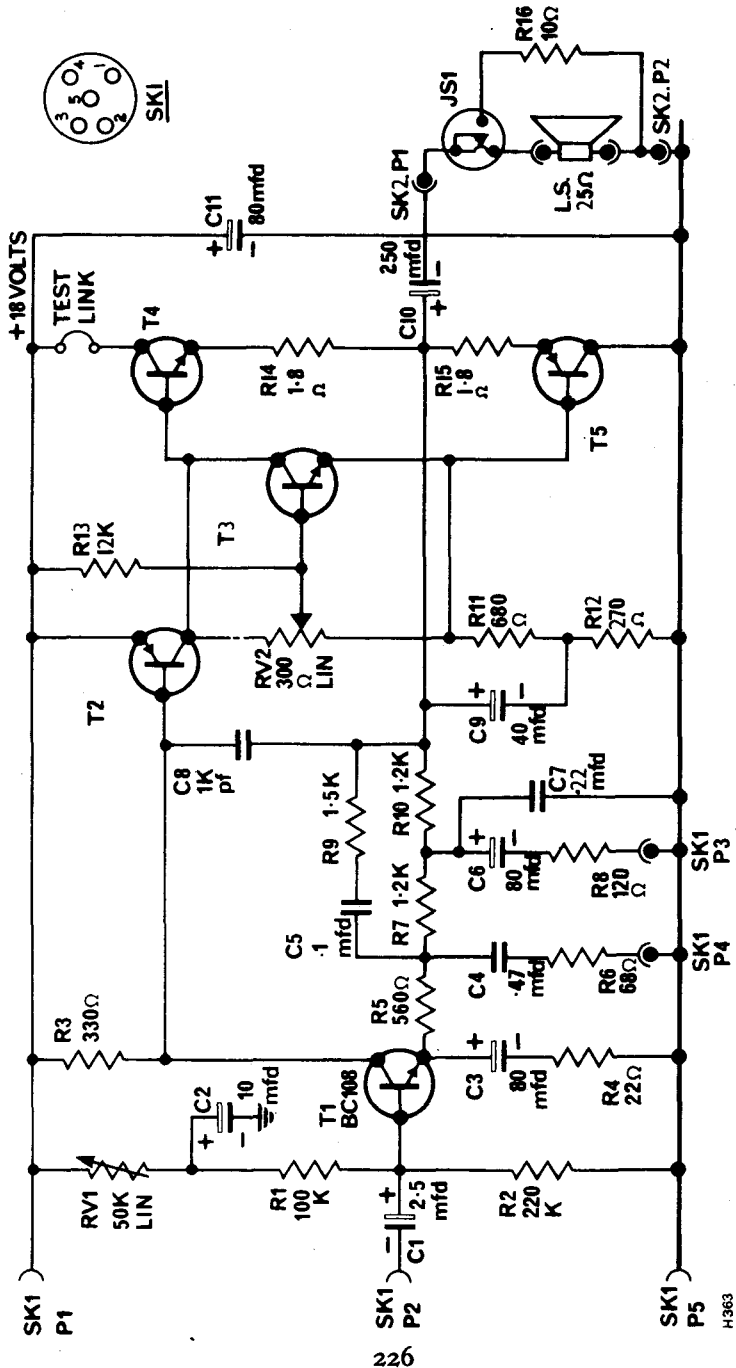 SK1
P1
+18 VOLTS
RV1
50K
LIN
R3
330Ω
C2
+
-
10
mfd
R1
100
K
SK1
P2
-
+
C1
2·5
mfd
T1
BC108
R2
220
K
C3
+
-
80
mfd
R4
22Ω
R5
560Ω
C4
·47
mfd
R6
68Ω
SK1
P4
C5
·1
mfd
R9
1·5K
R7
1·2K
R10
1·2K
C6
+
-
80
mfd
R8
120
Ω
SK1
P3
C7
·22
mfd
C8
1K
pf
T2
RV2
300
Ω
LIN
R13
12K
T3
C9
+
-
40
mfd
R11
680
Ω
R12
270
Ω
TEST
LINK
T4
R14
1·8
Ω
R15
1·8
Ω
T5
C11
+
-
80mfd
250
mfd
+
-
C10
SK2.P1
JS1
R16
10Ω
L.S.
25Ω
SK2.P2
3
4
5
2
1
SK1
SK1
P5
H363
226